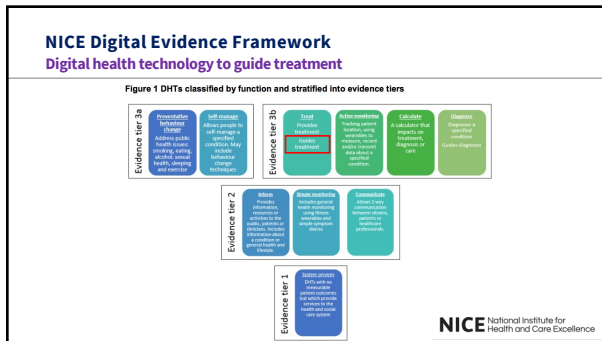 NICE Digital Evidence Framework
Digital health technology to guide treatment
Figure 1 DHTs classified by function and stratified into evidence tiers
Evidence tier 3a
Preventative
behaviour
change
Address public
health issues:
smoking, eating,
alcohol, sexual
health, sleeping
and exercise
Self-manage
Allows people to
self-manage a
specified
condition. May
include
behaviour
change
techniques
Evidence tier 3b
Treat
Provides
treatment
Guides
treatment
Active monitoring
Tracking patient
location, using
wearables to
measure, record
and/or transmit
data about a
specified
condition.
Calculate
A calculator that
impacts on
treatment,
diagnosis or
care
Diagnose
Diagnoses a
specified
condition
Guides diagnoses
Evidence tier 2
Inform
Provides
information,
resources or
activities to the
public, patients or
clinicians. Includes
information about
a condition or
general health and
lifestyle.
Simple monitoring
Includes general
health monitoring
using fitness
wearables and
simple symptom
diaries
Communicate
Allows 2-way
communication
between citizens,
patients or
healthcare
professionals.
Evidence tier 1
System services
DHTs with no
measurable
patient outcomes
but which provide
services to the
health and social
care system
NICE National Institute for
Health and Care Excellence